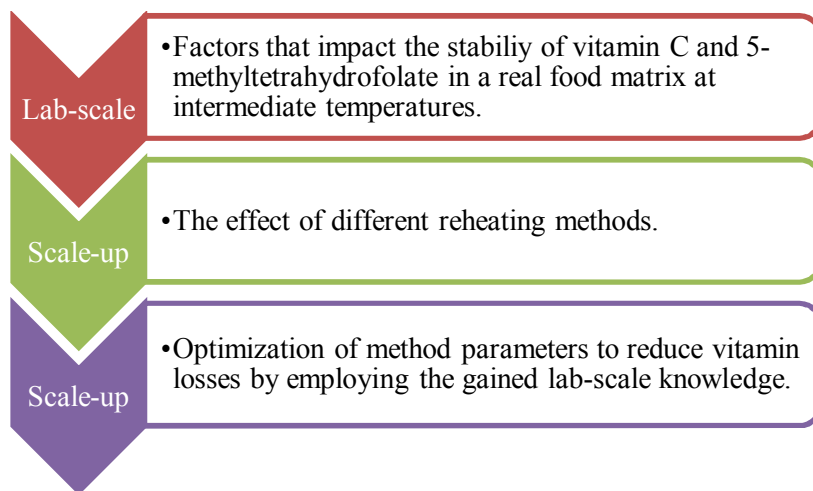 Lab-scale
•Factors that impact the stabiliy of vitamin C and 5-
methyltetrahydrofolate in a real food matrix at
intermediate temperatures.
Scale-up
•The effect of different reheating methods.
Scale-up
•Optimization of method parameters to reduce vitamin
losses by employing the gained lab-scale knowledge.